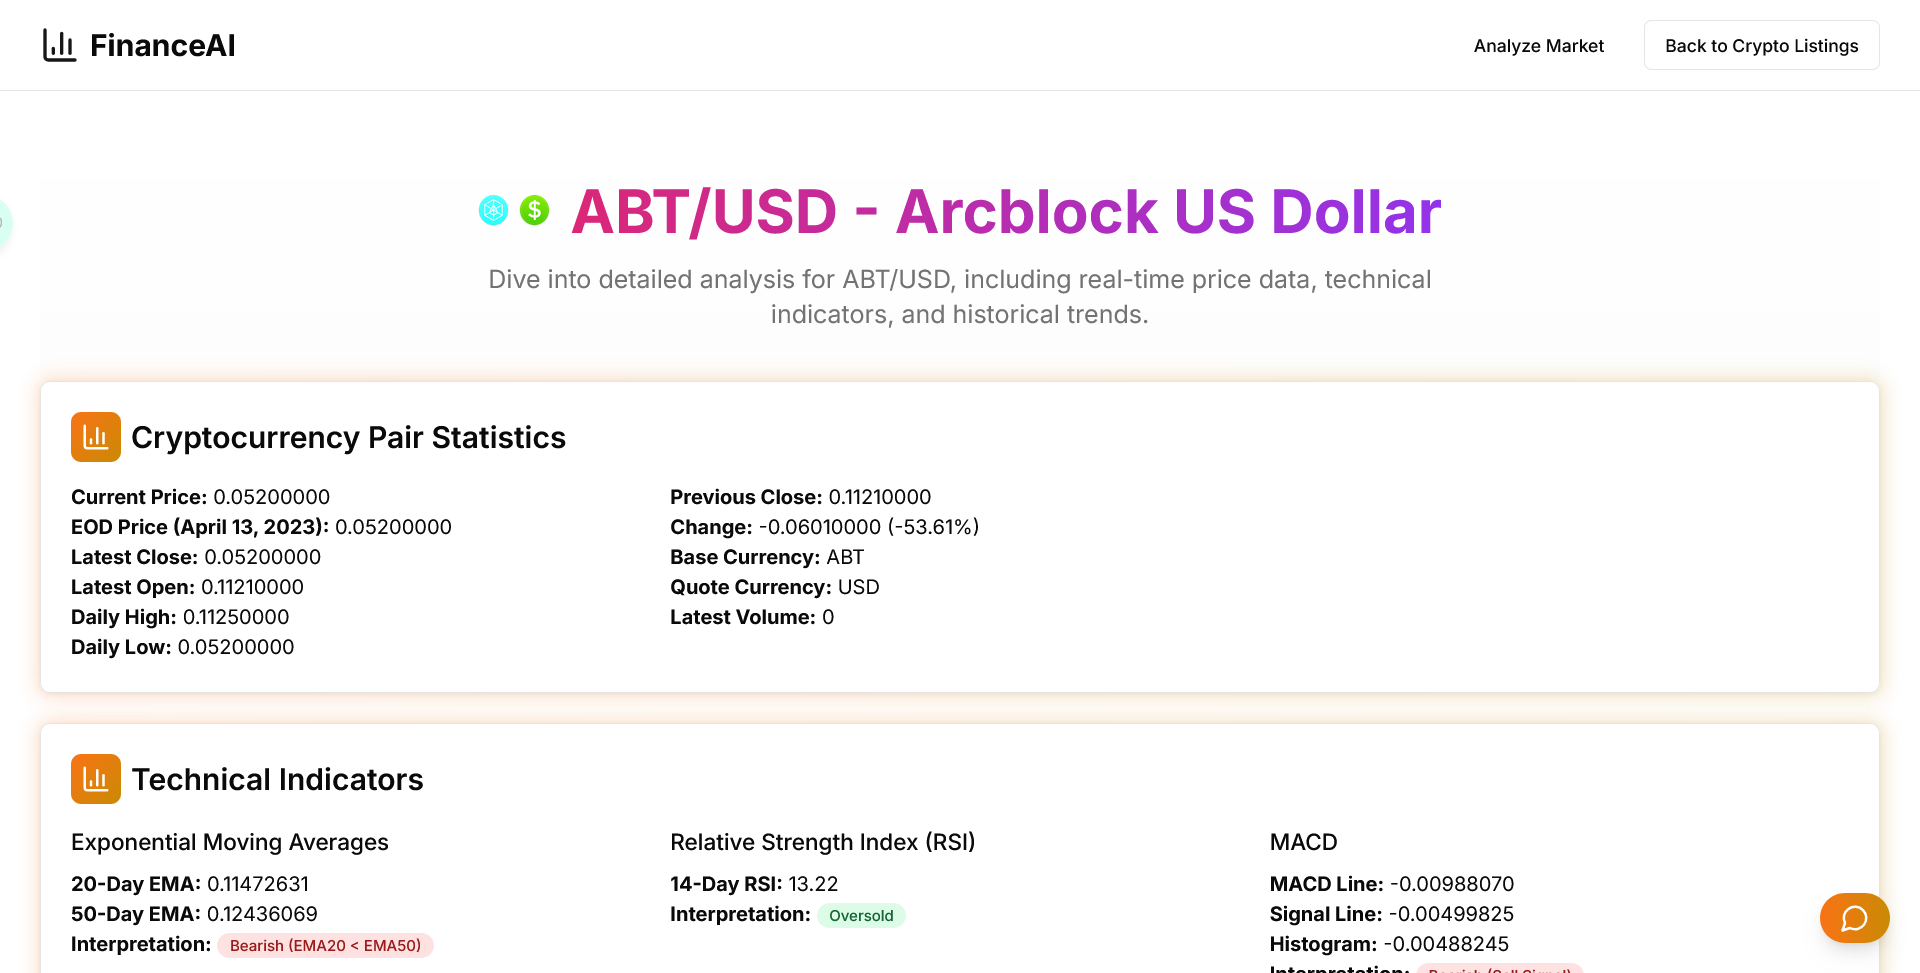 FinanceAI
Analyze Market
Back to Crypto Listings
ABT/USD - Arcblock US Dollar
Dive into detailed analysis for ABT/USD, including real-time price data, technical
indicators, and historical trends.
Cryptocurrency Pair Statistics
Current Price: 0.05200000
EOD Price (April 13, 2023): 0.05200000
Latest Close: 0.05200000
Latest Open: 0.11210000
Daily High: 0.11250000
Daily Low: 0.05200000
Previous Close: 0.11210000
Change: -0.06010000 (-53.61%)
Base Currency: ABT
Quote Currency: USD
Latest Volume: 0
Technical Indicators
Exponential Moving Averages
20-Day EMA: 0.11472631
50-Day EMA: 0.12436069
Interpretation: Bearish (EMA20 < EMA50)
Relative Strength Index (RSI)
14-Day RSI: 13.22
Interpretation: Oversold
MACD
MACD Line: -0.00988070
Signal Line: -0.00499825
Histogram: -0.00488245
Interpretation: Bearish (Sell Signal)